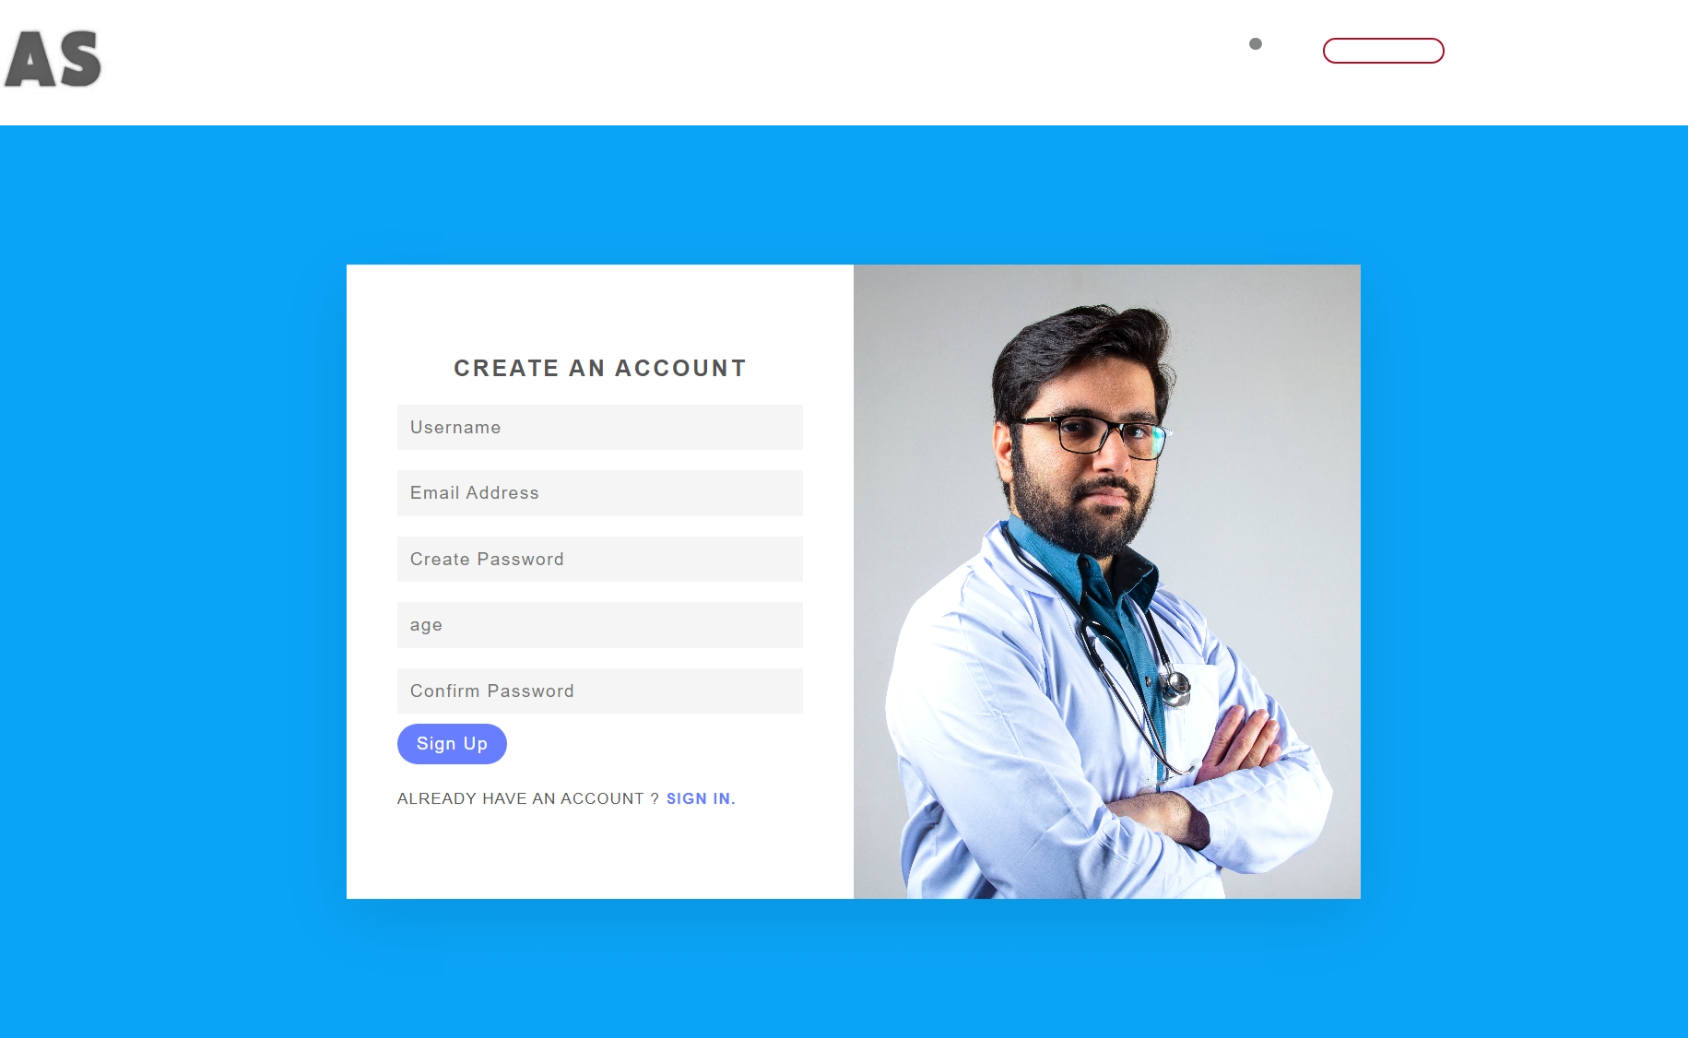 AS
CREATE AN ACCOUNT
Username
Email Address
Create Password
age
Confirm Password
Sign Up
ALREADY HAVE AN ACCOUNT ? SIGN IN.